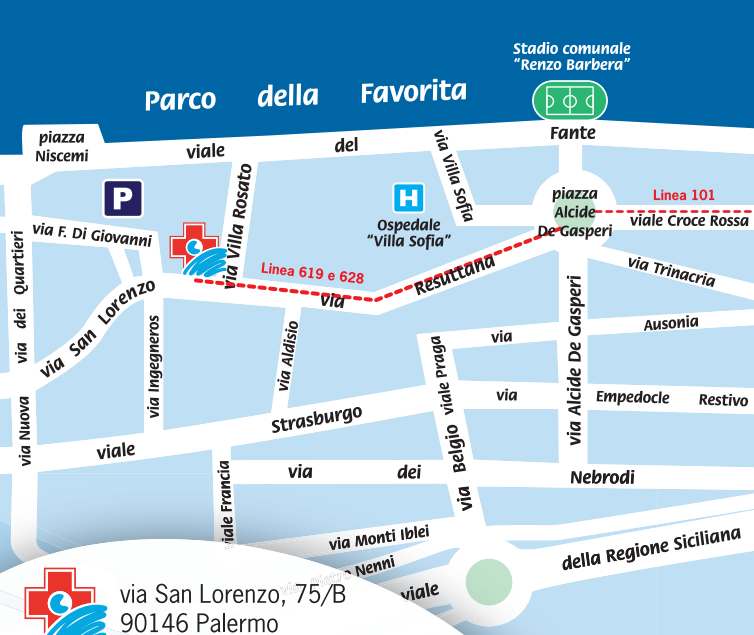 Stadio comunale
“Renzo Barbera”
Parco della Favorita
Fante
piazza
Niscemi
viale
del
via Villa Sofia
P
via Villa Rosato
H
Ospedale
“Villa Sofia”
piazza
Alcide
De Gasperi
Linea 101
viale Croce Rossa
via F. Di Giovanni
via dei Quartieri
Linea 619 e 628
via
Resuttana
via Trinacria
via San Lorenzo
via Ingegneros
via Aldisio
viale Praga
via
Ausonia
via Alcide De Gasperi
via
Empedocle
Restivo
via Nuova
viale
Strasburgo
via Belgio
viale Francia
via
dei
Nebrodi
via Monti Iblei
Nenni
viale
della Regione Siciliana
via San Lorenzo, 75/B
90146 Palermo